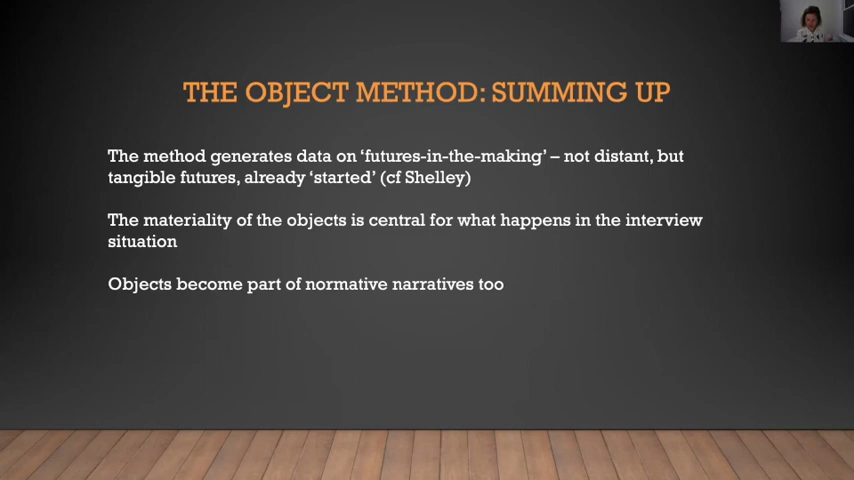 THE OBJECT METHOD: SUMMING UP
The method generates data on ‘futures-in-the-making’ – not distant, but
tangible futures, already ‘started’ (cf Shelley)
The materiality of the objects is central for what happens in the interview
situation
Objects become part of normative narratives too